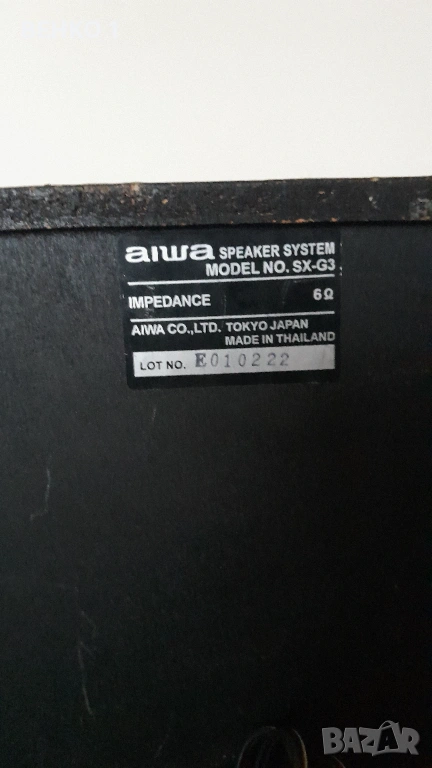 aiwa SPEAKER SYSTEM
MODEL NO. SX-G3
IMPEDANCE 6Ω
AIWA CO.,LTD. TOKYO JAPAN
MADE IN THAILAND
LOT NO. E010222
BAZAR